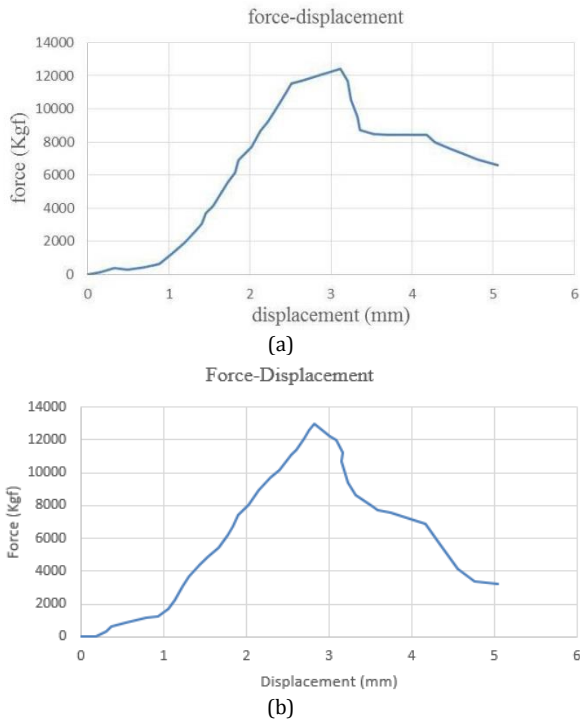 force-displacement
14000
12000
10000
8000
6000
4000
2000
0
force (Kgf)
0 1 2 3 4 5 6
displacement (mm)
(a)
Force-Displacement
14000
12000
10000
8000
6000
4000
2000
0
Force (Kgf)
0 1 2 3 4 5 6
Displacement (mm)
(b)